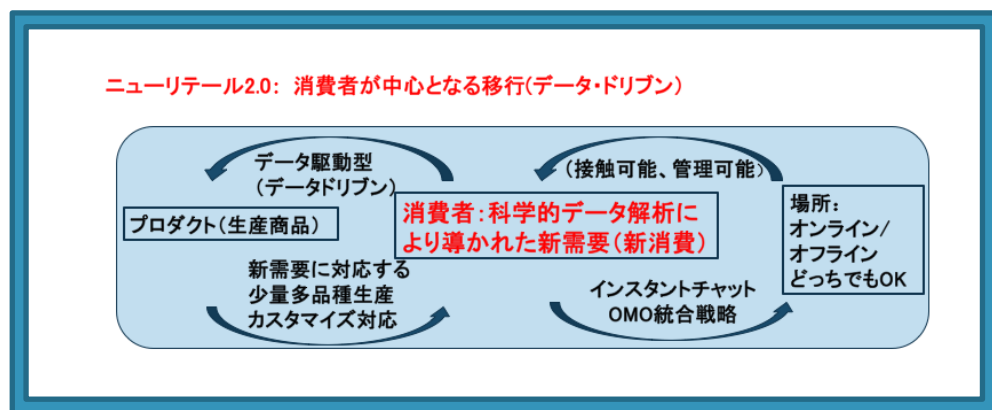 ニューリテール2.0: 消費者が中心となる移行(データ・ドリブン)
データ駆動型
(データドリブン)
(接触可能、管理可能)
プロダクト(生産商品)
消費者:科学的データ解析に
より導かれた新需要(新消費)
場所:
オンライン/
オフライン
どっちでもOK
新需要に対応する
少量多品種生産
カスタマイズ対応
インスタントチャット
OMO統合戦略